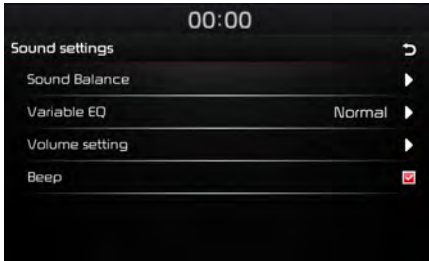 00:00
Sound settings
Sound Balance
Variable EQ Normal
Volume setting
Beep